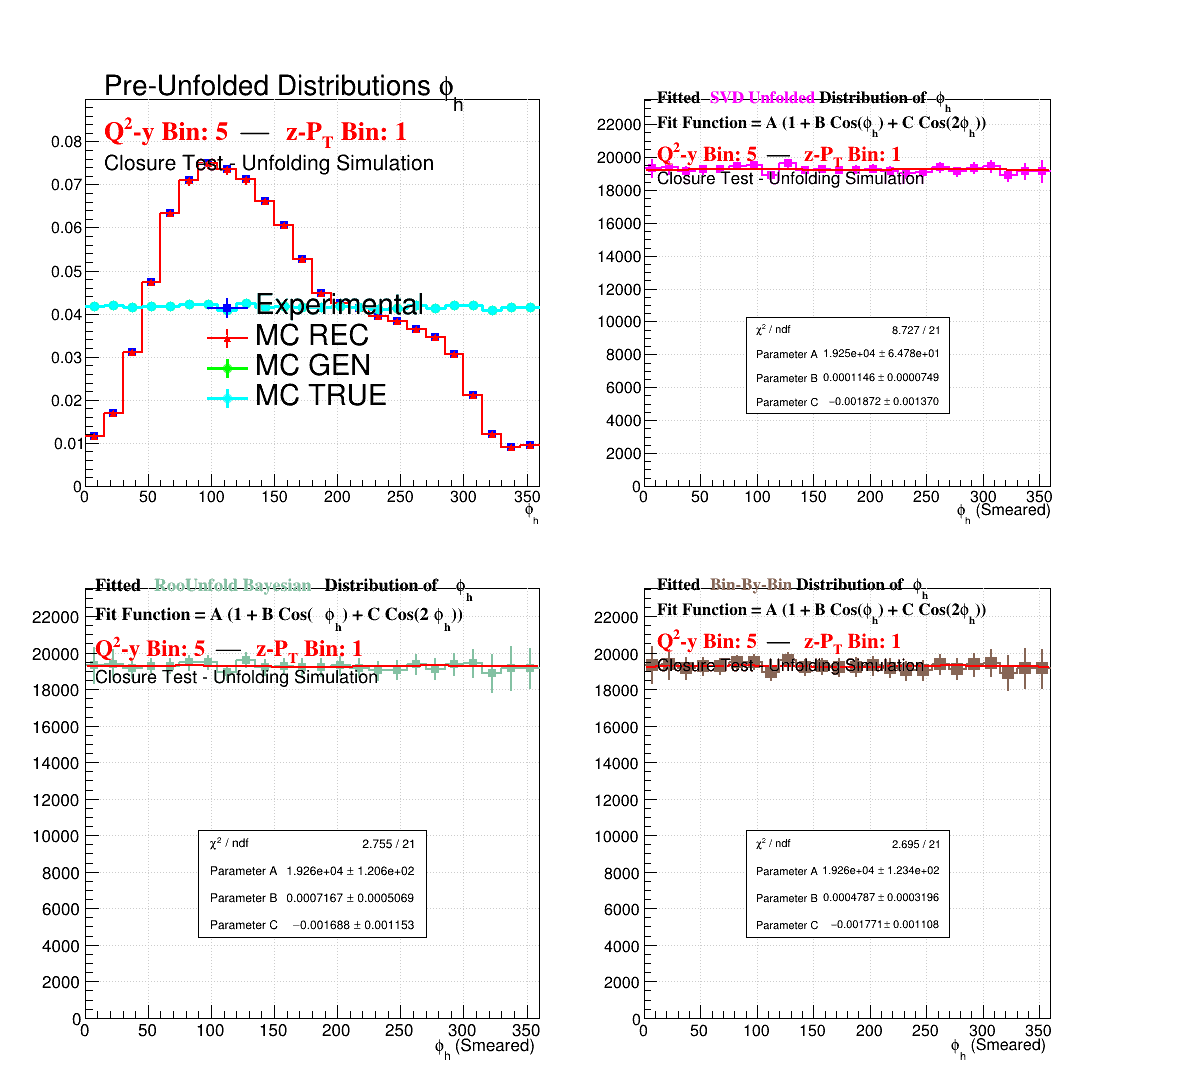 Pre-Unfolded Distributions ϕh
Q²-y Bin: 5 — z-PT Bin: 1
Closure Test - Unfolding Simulation
0.08
0.07
0.06
0.05
0.04
0.03
0.02
0.01
0
Experimental
MC REC
MC GEN
MC TRUE
0 50 100 150 200 250 300 350
ϕh
Fitted SVD Unfolded Distribution of ϕh
Fit Function = A (1 + B Cos(ϕh) + C Cos(2ϕh))
Q²-y Bin: 5 — z-PT Bin: 1
Closure Test - Unfolding Simulation
22000
20000
18000
16000
14000
12000
10000
8000
6000
4000
2000
0
χ² / ndf 8.727 / 21
Parameter A 1.925e+04 ± 6.478e+01
Parameter B 0.0001146 ± 0.0000749
Parameter C −0.001872 ± 0.001370
0 50 100 150 200 250 300 350
ϕh (Smeared)
Fitted RooUnfold Bayesian Distribution of ϕh
Fit Function = A (1 + B Cos( ϕh) + C Cos(2 ϕh))
Q²-y Bin: 5 — z-PT Bin: 1
Closure Test - Unfolding Simulation
22000
20000
18000
16000
14000
12000
10000
8000
6000
4000
2000
0
χ² / ndf 2.755 / 21
Parameter A 1.926e+04 ± 1.206e+02
Parameter B 0.0007167 ± 0.0005069
Parameter C −0.001688 ± 0.001153
0 50 100 150 200 250 300 350
ϕh (Smeared)
Fitted Bin-By-Bin Distribution of ϕh
Fit Function = A (1 + B Cos(ϕh) + C Cos(2ϕh))
Q²-y Bin: 5 — z-PT Bin: 1
Closure Test - Unfolding Simulation
22000
20000
18000
16000
14000
12000
10000
8000
6000
4000
2000
0
χ² / ndf 2.695 / 21
Parameter A 1.926e+04 ± 1.234e+02
Parameter B 0.0004787 ± 0.0003196
Parameter C −0.001771 ± 0.001108
0 50 100 150 200 250 300 350
ϕh (Smeared)